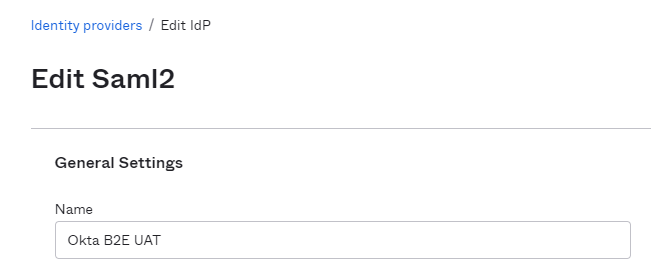 Identity providers / Edit IdP
Edit Saml2
General Settings
Name
Okta B2E UAT